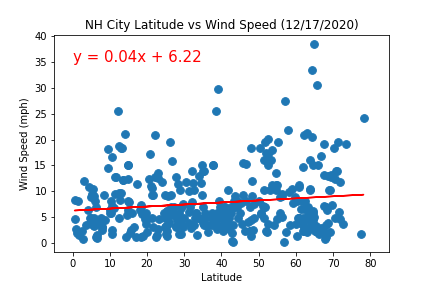 NH City Latitude vs Wind Speed (12/17/2020)
y = 0.04x + 6.22
Wind Speed (mph)
40
35
30
25
20
15
10
5
0
0 10 20 30 40 50 60 70 80
Latitude